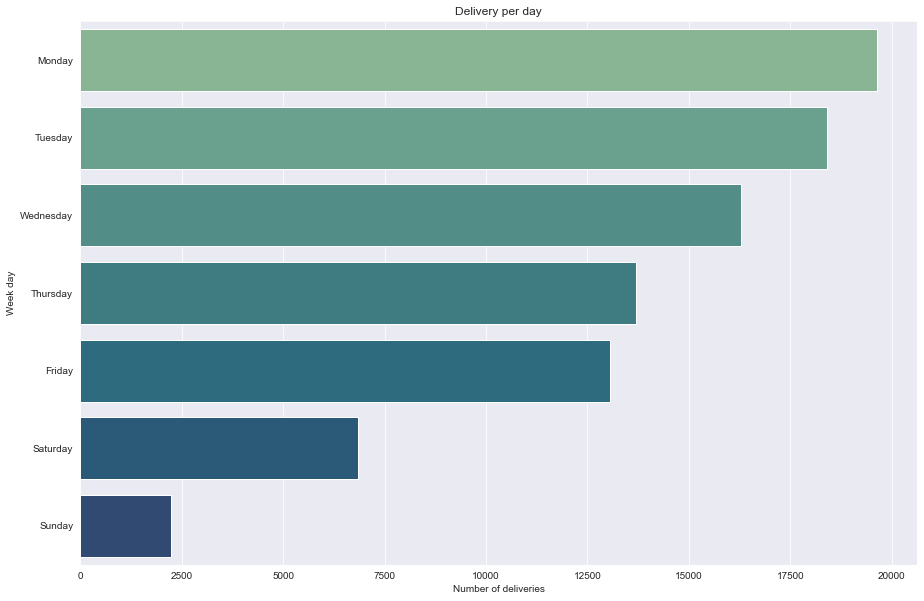 Delivery per day
Week day
Monday
Tuesday
Wednesday
Thursday
Friday
Saturday
Sunday
0 2500 5000 7500 10000 12500 15000 17500 20000
Number of deliveries